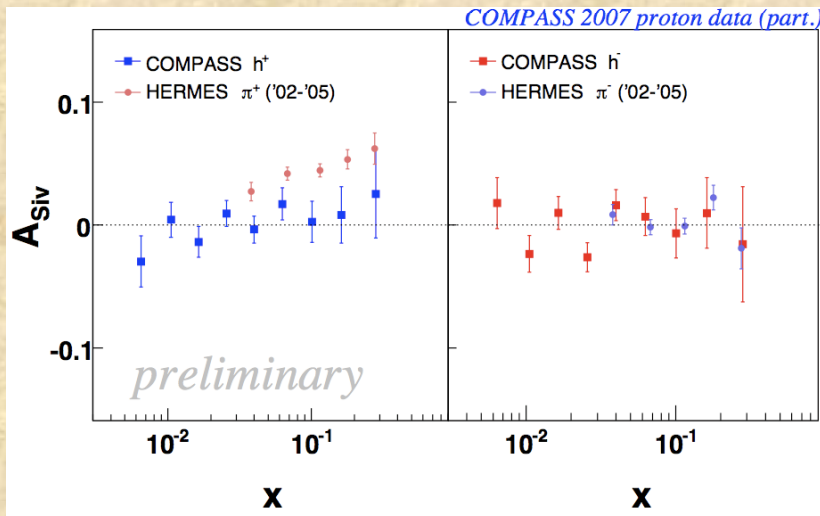 COMPASS 2007 proton data (part.)
COMPASS h⁺
HERMES π⁺ ('02-'05)
COMPASS h⁻
HERMES π⁻ ('02-'05)
0.1
0
-0.1
A_Siv
preliminary
10⁻² 10⁻¹ 10⁻² 10⁻¹
x x